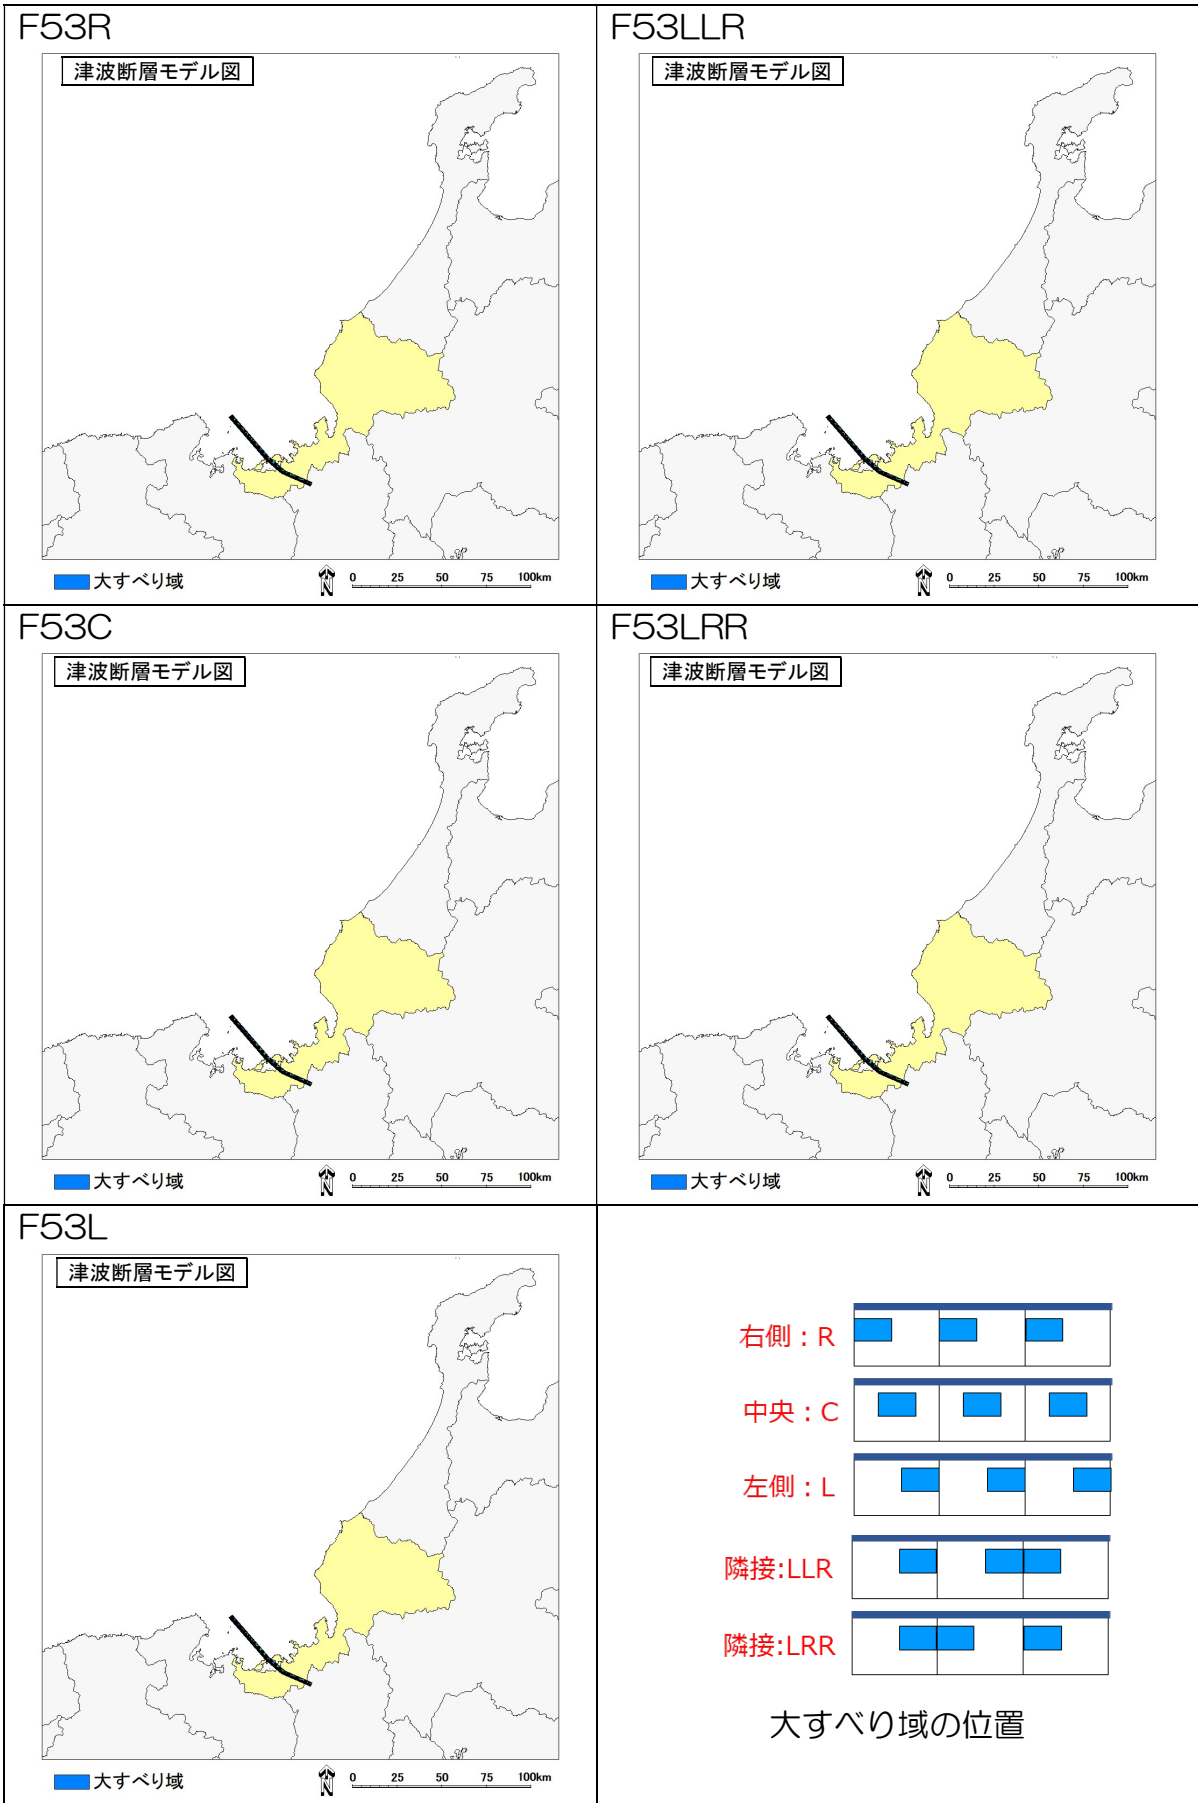 F53R
津波断層モデル図
大すべり域
N
0 25 50 75 100km
F53LLR
津波断層モデル図
大すべり域
N
0 25 50 75 100km
F53C
津波断層モデル図
大すべり域
N
0 25 50 75 100km
F53LRR
津波断層モデル図
大すべり域
N
0 25 50 75 100km
F53L
津波断層モデル図
大すべり域
N
0 25 50 75 100km
右側：R
中央：C
左側：L
隣接:LLR
隣接:LRR
大すべり域の位置